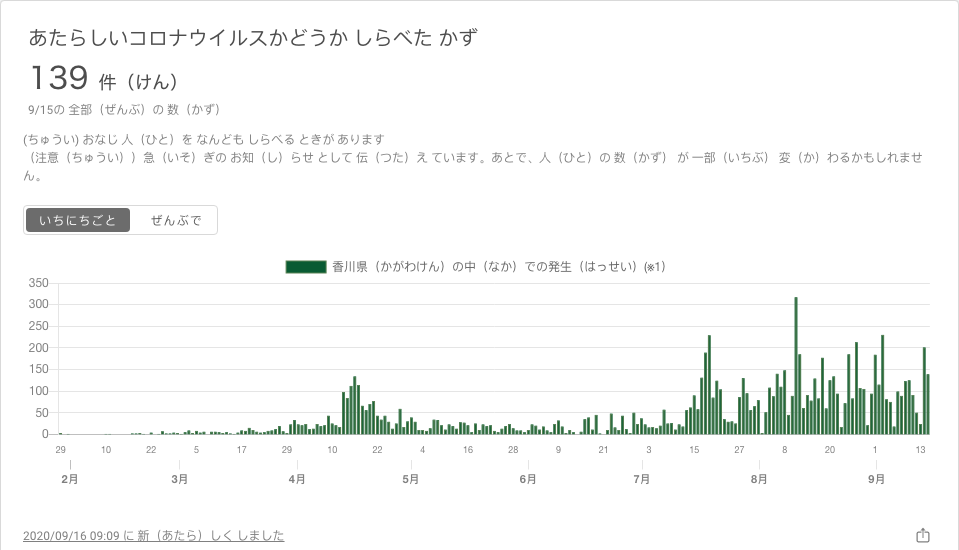 あたらしいコロナウイルスかどうか しらべた かず
139 件（けん）
9/15の 全部（ぜんぶ）の 数（かず）
(ちゅうい) おなじ 人（ひと）を なんども しらべる ときが あります
（注意（ちゅうい））急（いそ）ぎの お知（し）らせ として 伝（つた）え ています。あとで、人（ひと）の 数（かず） が 一部（いちぶ） 変（か）わるかもしれませ
ん。
いちにちごと ぜんぶで
香川県（かがわけん）の中（なか）での発生（はっせい）(※1)
350
300
250
200
150
100
50
0
29 10 22 5 17 29 10 22 4 16 28 9 21 3 15 27 8 20 1 13
2月 3月 4月 5月 6月 7月 8月 9月
2020/09/16 09:09 に 新（あたら）しく しました